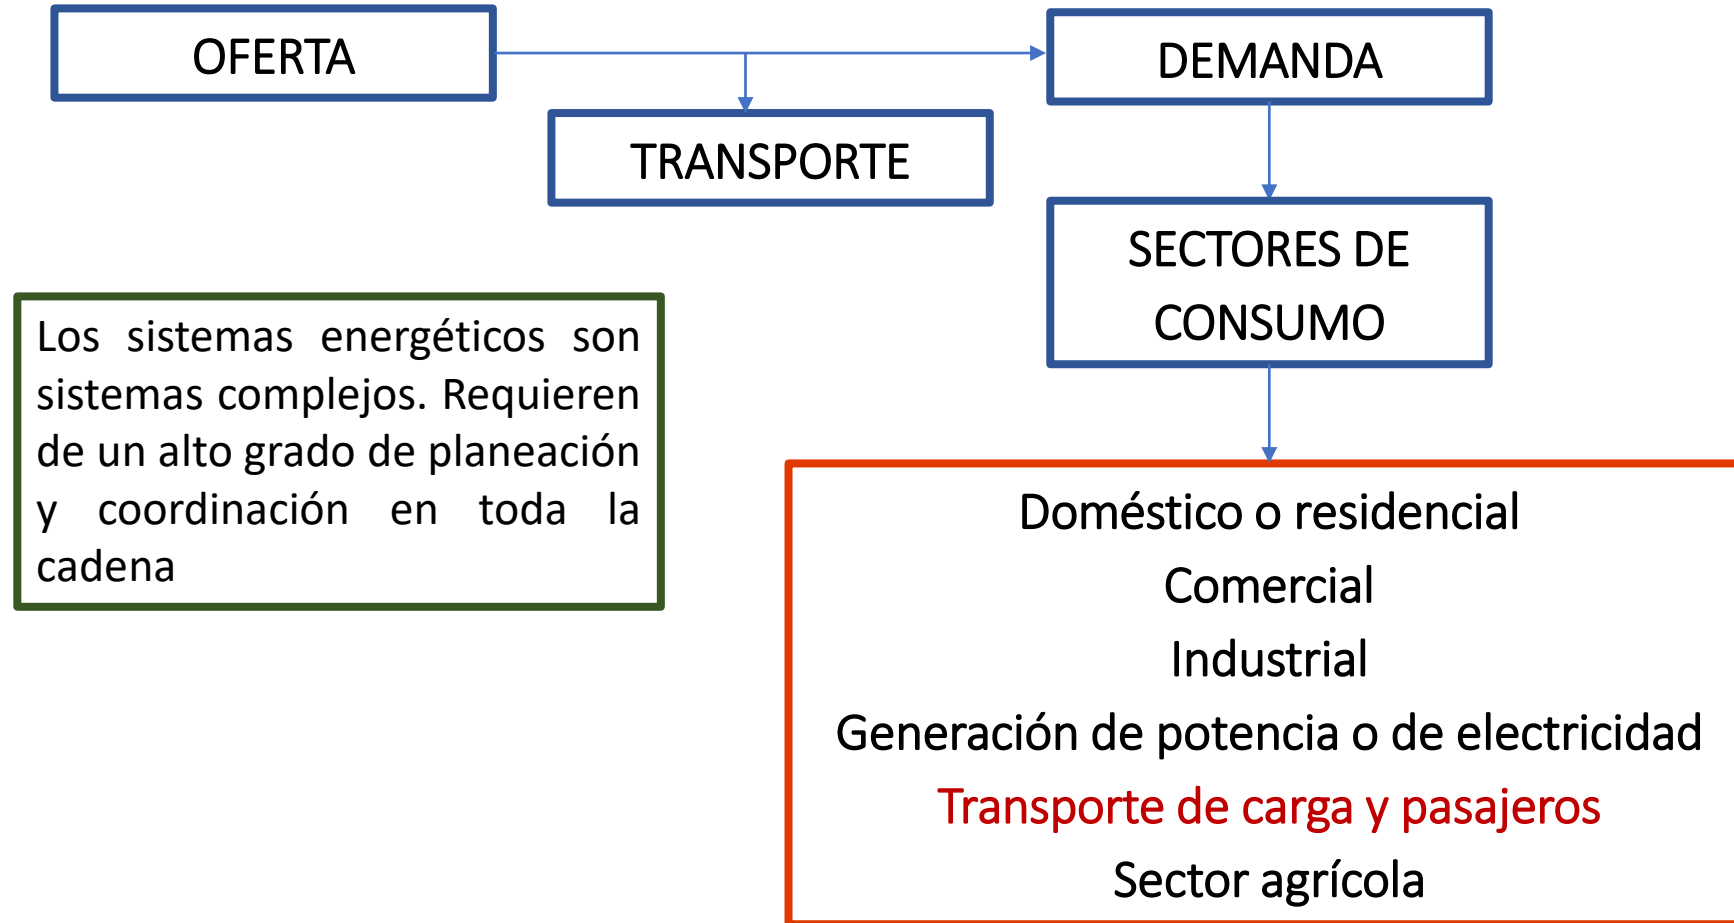 OFERTA
DEMANDA
TRANSPORTE
SECTORES DE
CONSUMO
Los sistemas energéticos son
sistemas complejos. Requieren
de un alto grado de planeación
y coordinación en toda la
cadena
Doméstico o residencial
Comercial
Industrial
Generación de potencia o de electricidad
Transporte de carga y pasajeros
Sector agrícola